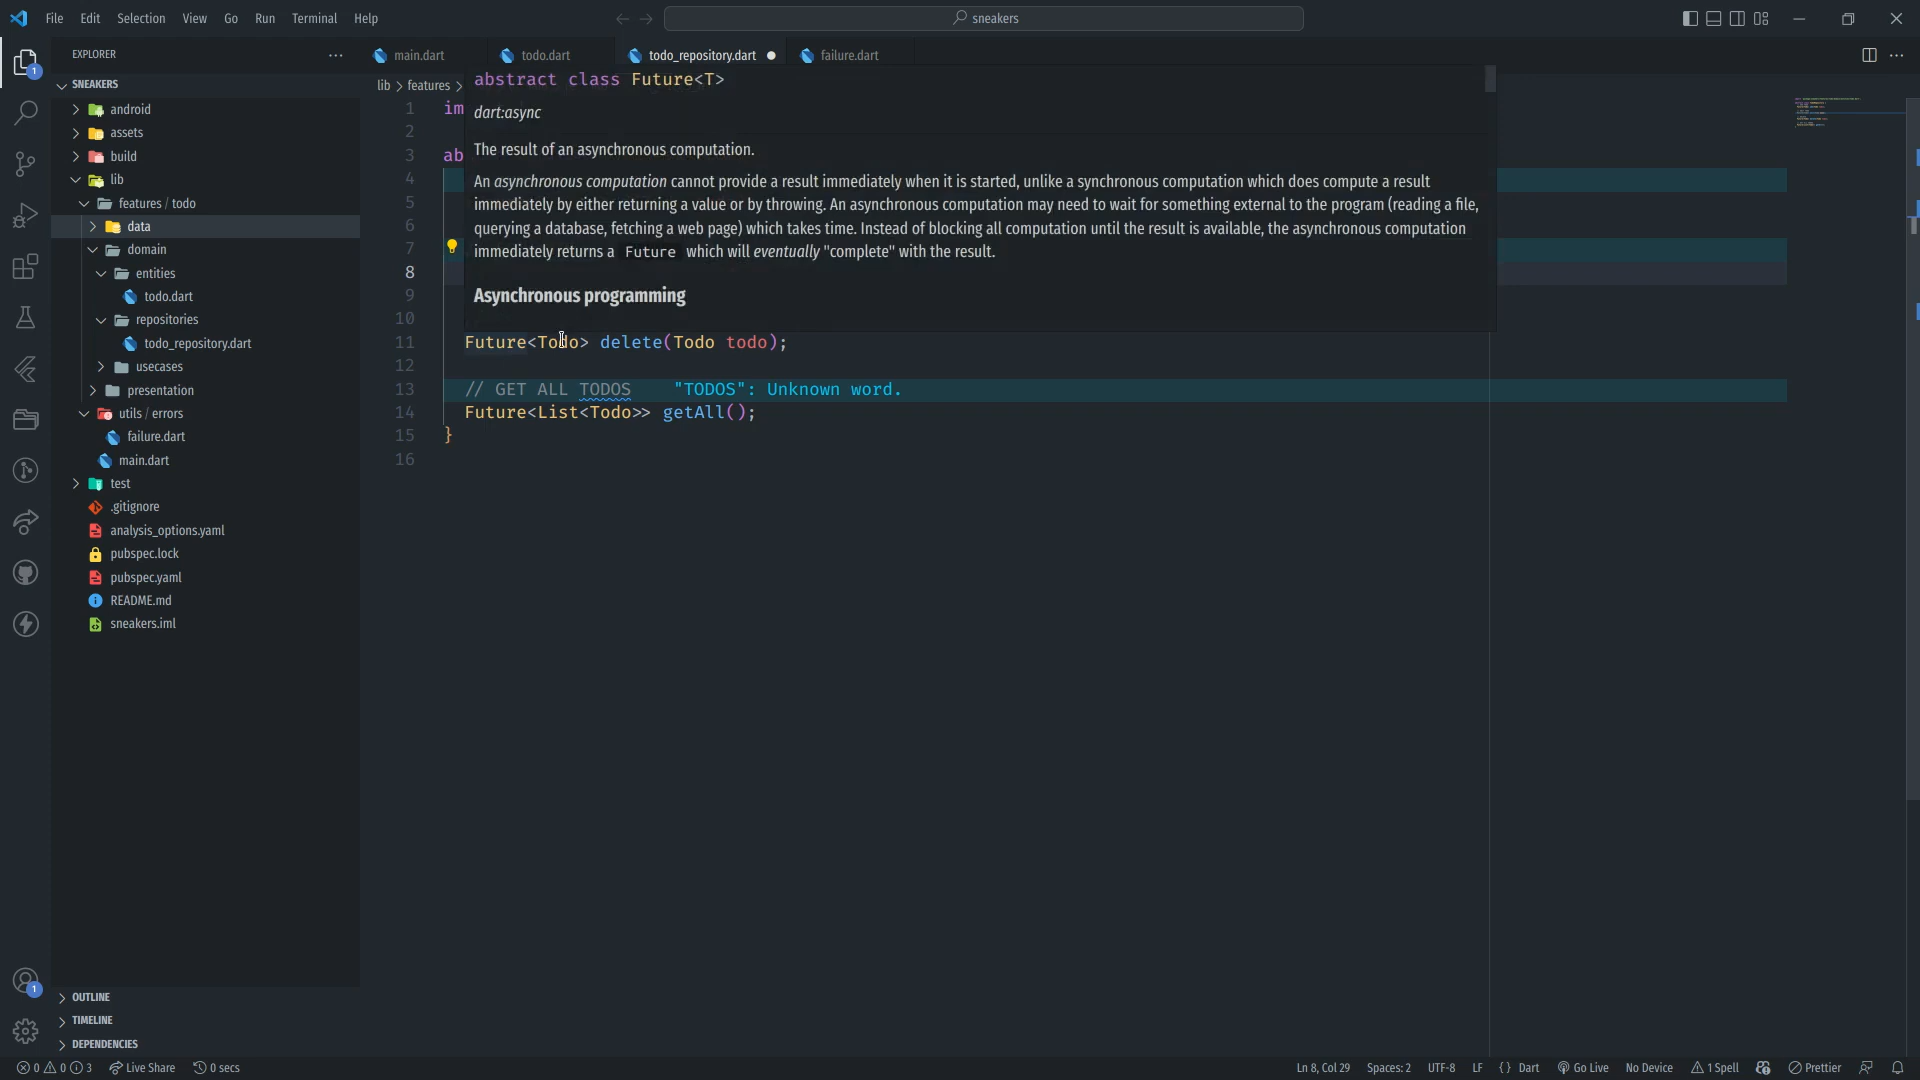 File Edit Selection View Go Run Terminal Help
sneakers
EXPLORER
main.dart
todo.dart
todo_repository.dart
failure.dart
SNEAKERS
android
assets
build
lib
features / todo
data
domain
entities
todo.dart
repositories
todo_repository.dart
usecases
presentation
utils / errors
failure.dart
main.dart
test
.gitignore
analysis_options.yaml
pubspec.lock
pubspec.yaml
README.md
sneakers.iml
OUTLINE
TIMELINE
DEPENDENCIES
lib > features >
abstract class Future<T>
dart:async
The result of an asynchronous computation.
An asynchronous computation cannot provide a result immediately when it is started, unlike a synchronous computation which does compute a result
immediately by either returning a value or by throwing. An asynchronous computation may need to wait for something external to the program (reading a file,
querying a database, fetching a web page) which takes time. Instead of blocking all computation until the result is available, the asynchronous computation
immediately returns a Future which will eventually "complete" with the result.
Asynchronous programming
1 im
2
3 ab
4
5
6
7
8
9
10
11 Future<Todo> delete(Todo todo);
12
13 // GET ALL TODOS "TODOS": Unknown word.
14 Future<List<Todo>> getAll();
15 }
16
1
1
0 0 3 Live Share 0 secs
Ln 8, Col 29 Spaces: 2 UTF-8 LF { } Dart Go Live No Device 1 Spell Prettier